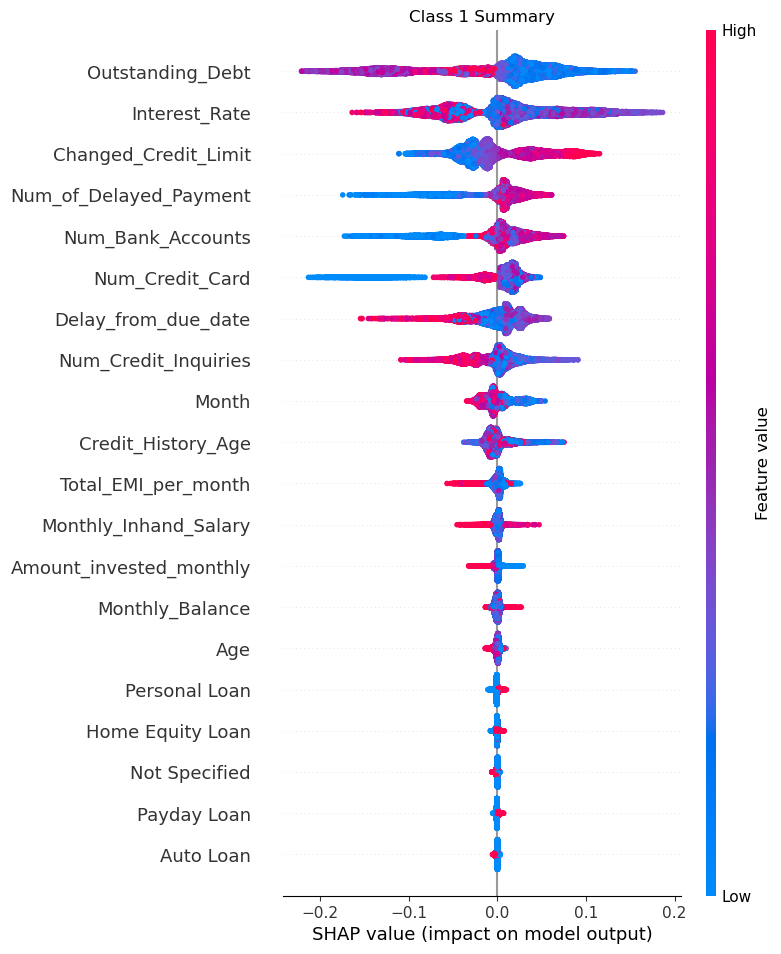 Class 1 Summary
High
Outstanding_Debt
Interest_Rate
Changed_Credit_Limit
Num_of_Delayed_Payment
Num_Bank_Accounts
Num_Credit_Card
Delay_from_due_date
Num_Credit_Inquiries
Month
Credit_History_Age
Total_EMI_per_month
Monthly_Inhand_Salary
Amount_invested_monthly
Monthly_Balance
Age
Personal Loan
Home Equity Loan
Not Specified
Payday Loan
Auto Loan
Feature value
Low
−0.2 −0.1 0.0 0.1 0.2
SHAP value (impact on model output)